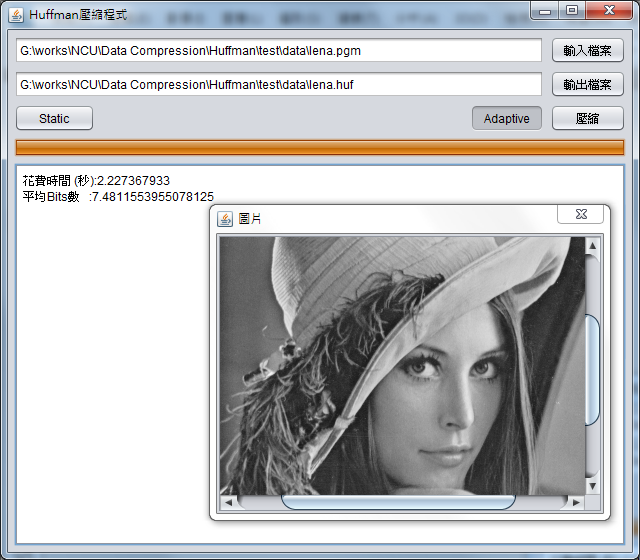 Huffman壓縮程式
G:\works\NCU\Data Compression\Huffman\test\data\lena.pgm
輸入檔案
G:\works\NCU\Data Compression\Huffman\test\data\lena.huf
輸出檔案
Static
Adaptive
壓縮
花費時間 (秒):2.227367933
平均Bits數 :7.4811553955078125
圖片